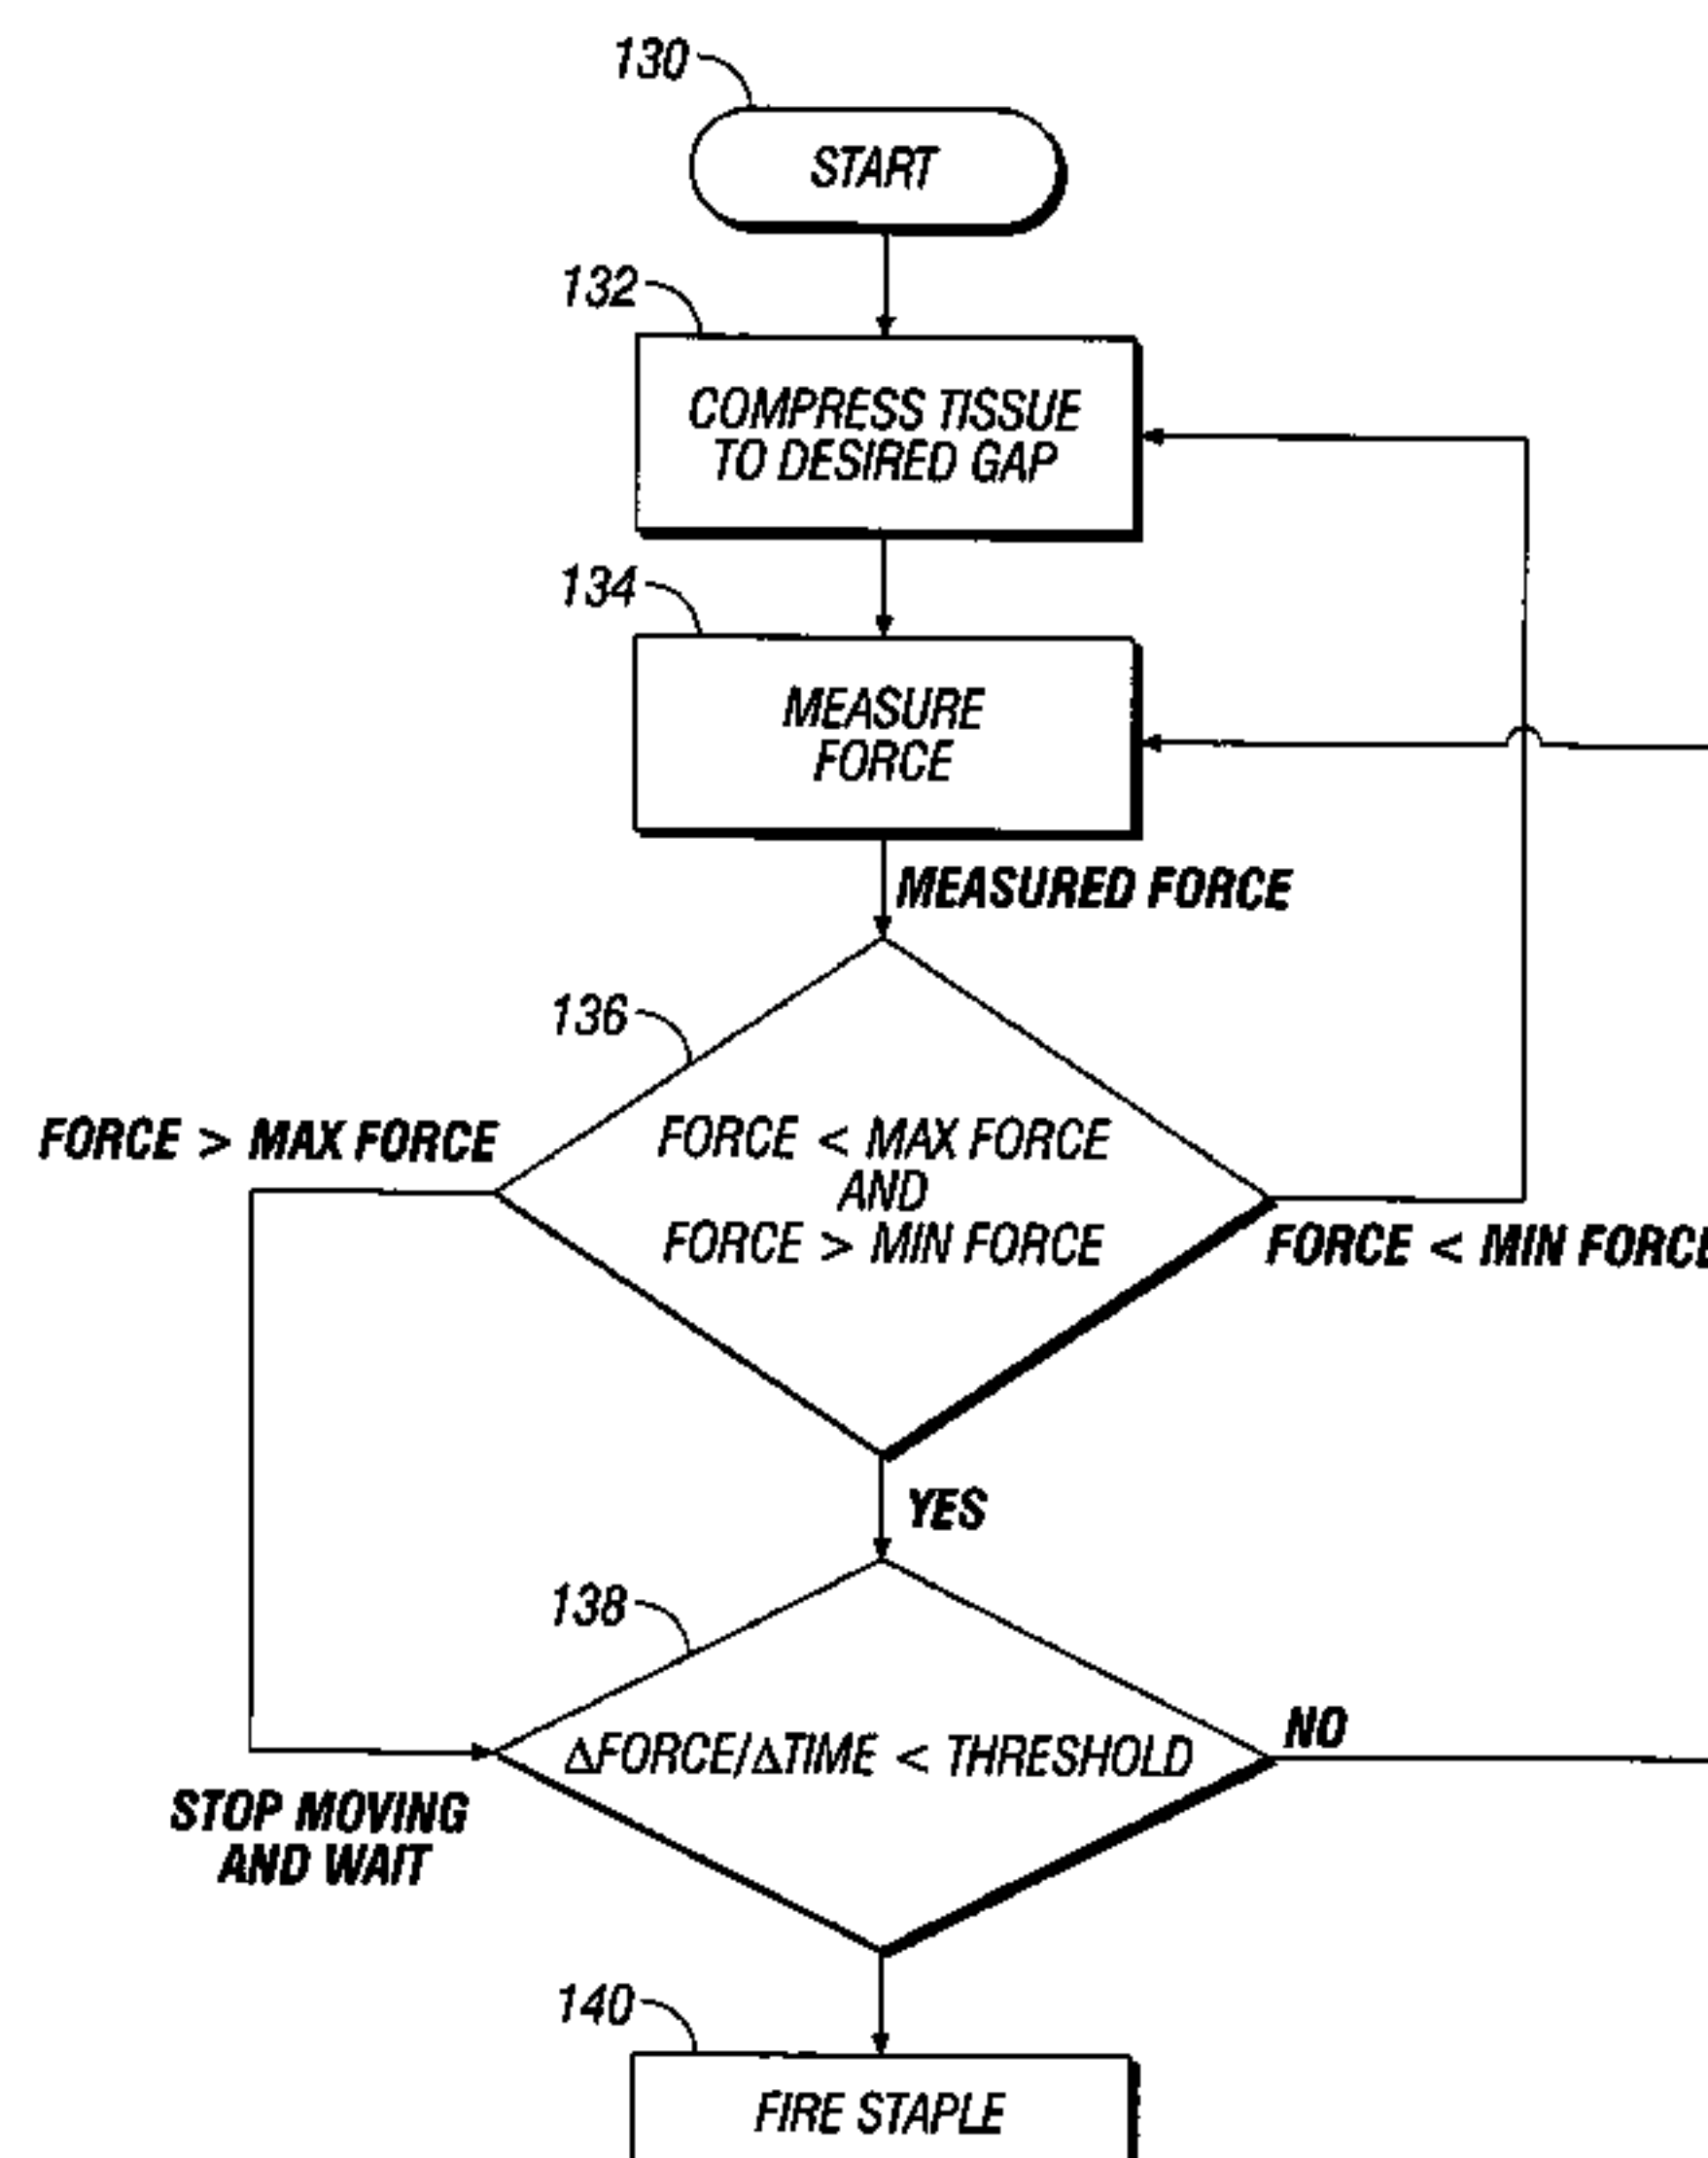 130
START
132
COMPRESS TISSUE
TO DESIRED GAP
134
MEASURE
FORCE
MEASURED FORCE
136
FORCE > MAX FORCE
FORCE < MAX FORCE
AND
FORCE > MIN FORCE
FORCE < MIN FORCE
YES
138
ΔFORCE/ΔTIME < THRESHOLD
NO
STOP MOVING
AND WAIT
140
FIRE STAPLE